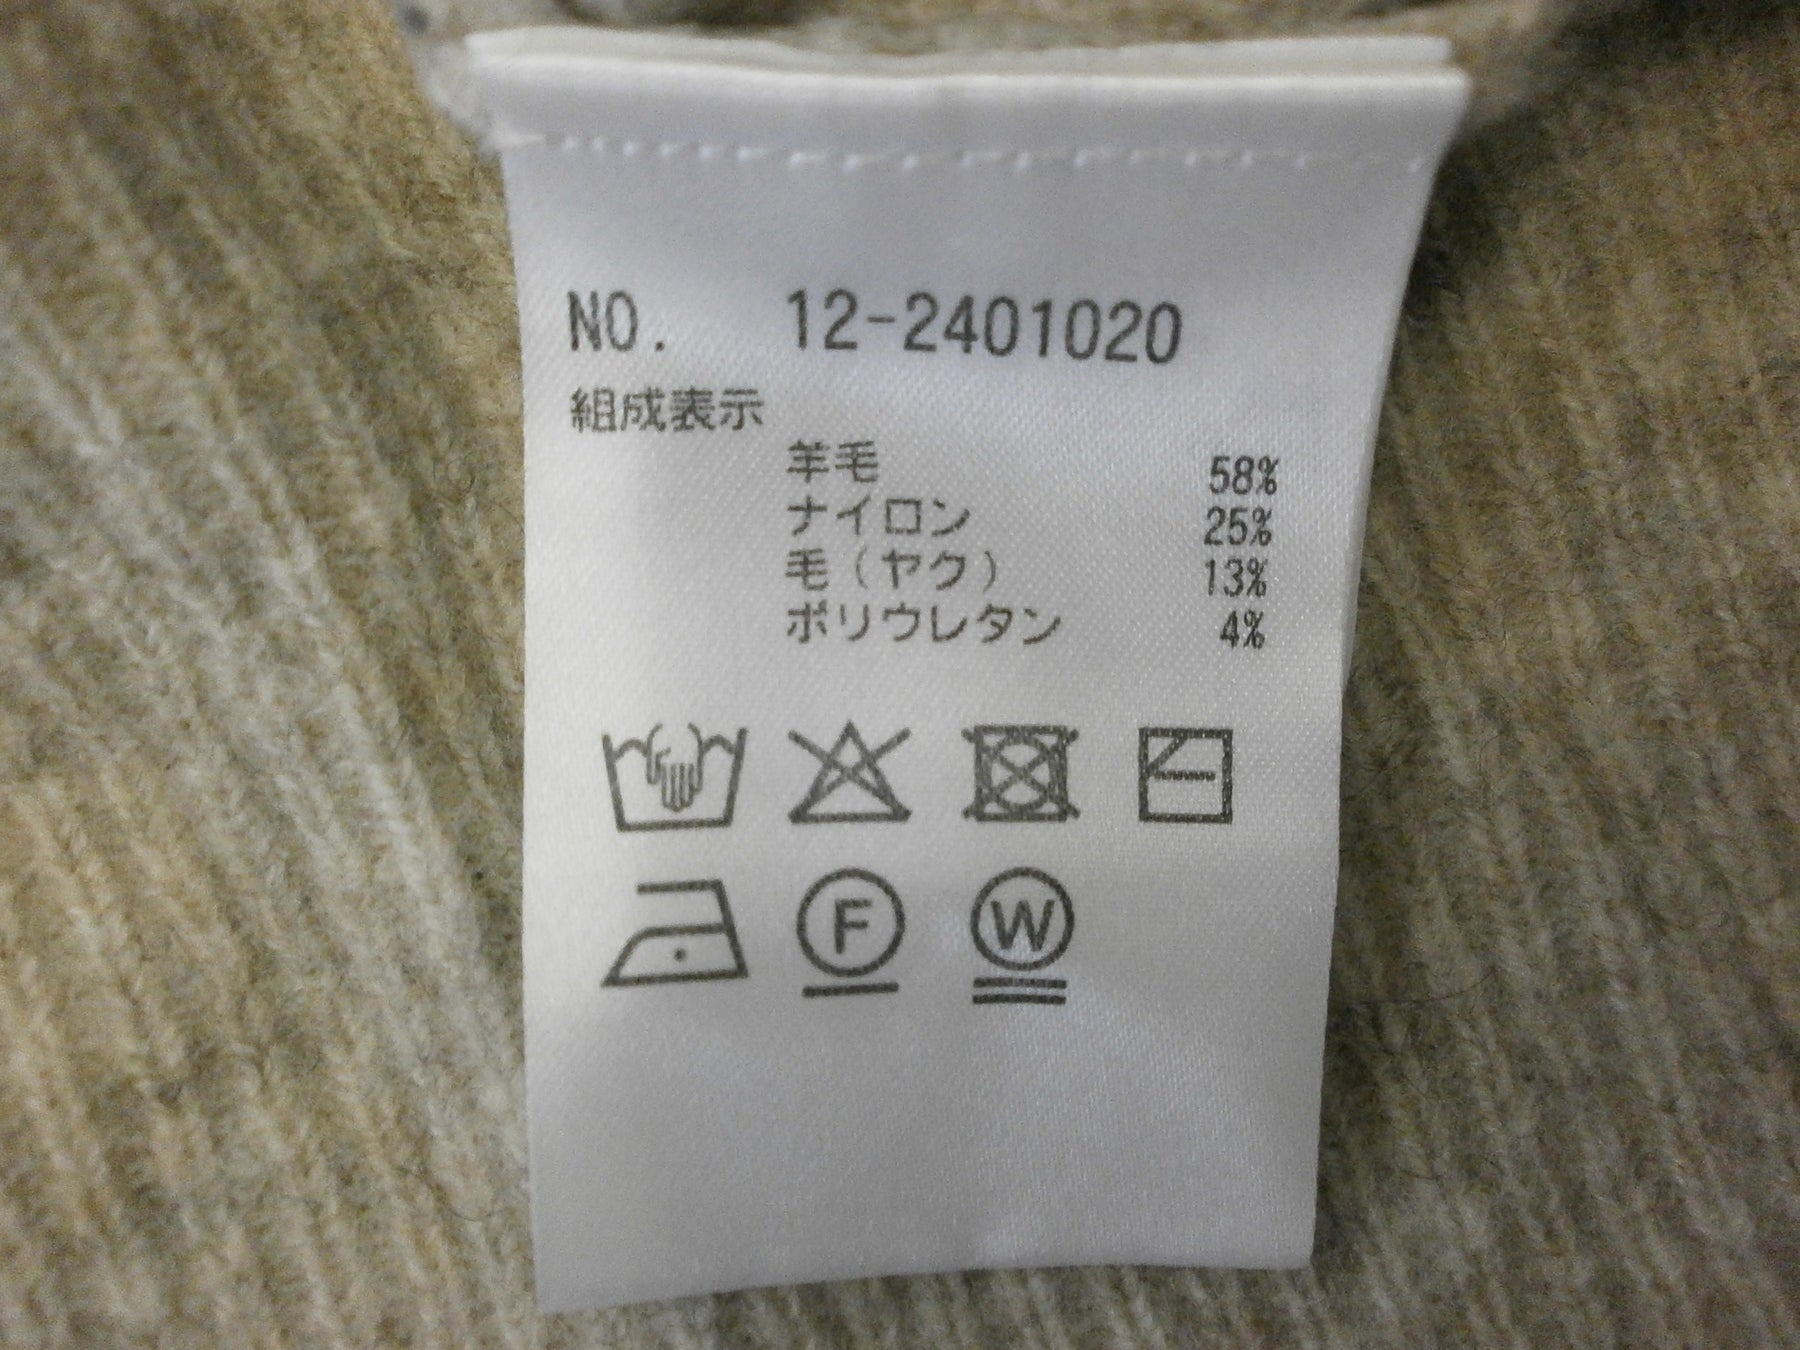 NO. 12-2401020
組成表示
羊毛 58%
ナイロン 25%
毛(ヤク) 13%
ポリウレタン 4%
F W